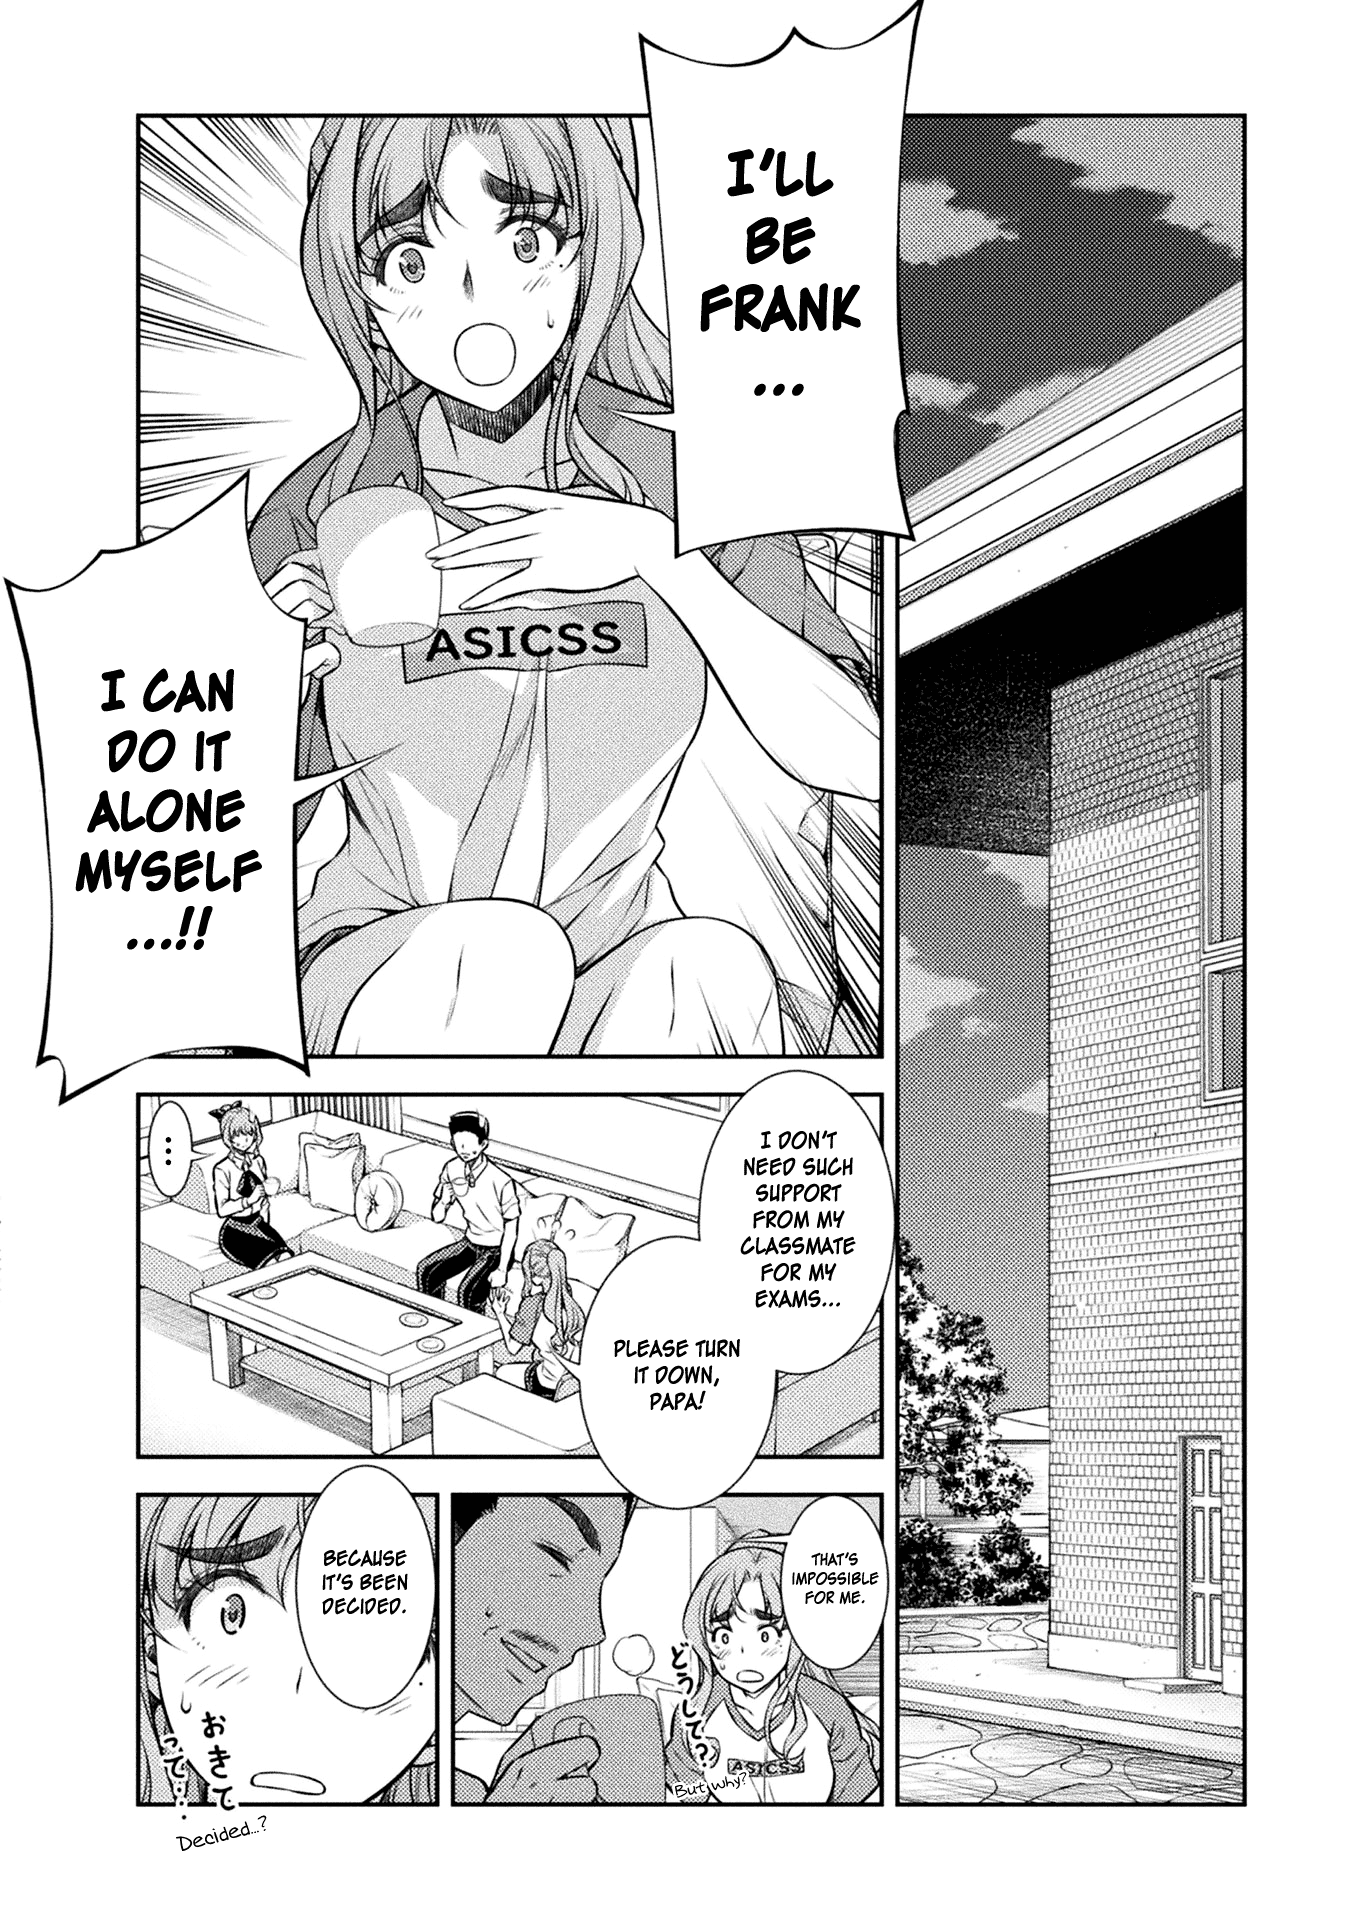 I'LL
BE
FRANK
...
I CAN
DO IT
ALONE
MYSELF
...!!
ASICSS
I DON'T
NEED SUCH
SUPPORT
FROM MY
CLASSMATE
FOR MY
EXAMS...
PLEASE TURN
IT DOWN,
PAPA!
...
THAT'S
IMPOSSIBLE
FOR ME.
どうして?
But why?
ASICSS
BECAUSE
IT'S BEEN
DECIDED.
おきて
って…
Decided...?